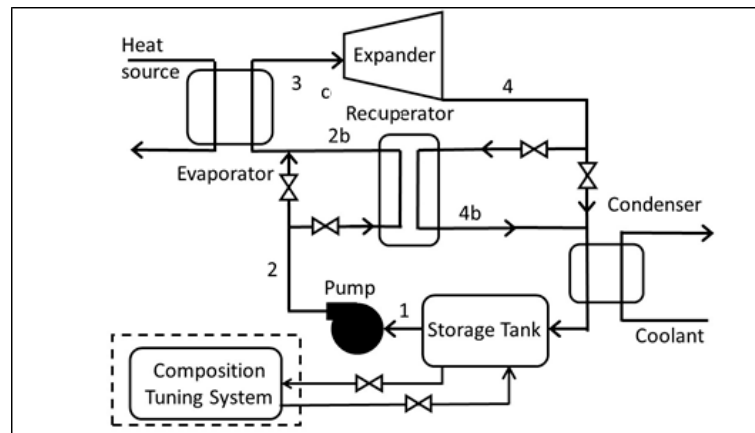 Heat
source
Expander
3
c
4
Recuperator
2b
Evaporator
4b
Condenser
2
Pump
1
Storage Tank
Coolant
Composition
Tuning System